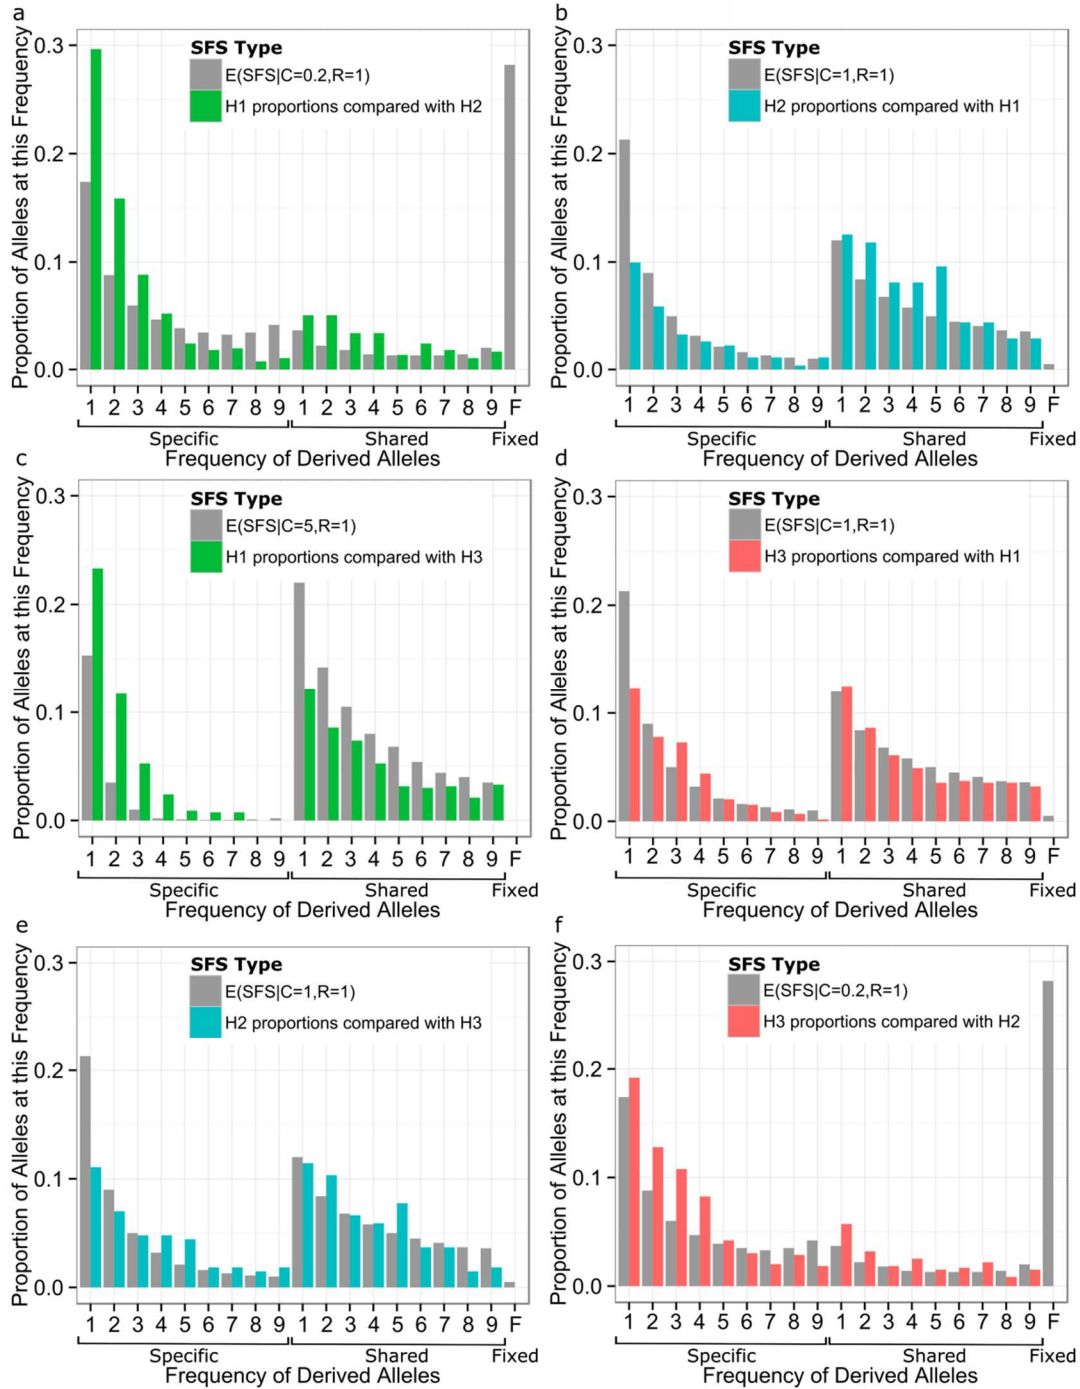 a
Proportion of Alleles at this Frequency
0.3
0.2
0.1
0.0
SFS Type
E(SFS|C=0.2,R=1)
H1 proportions compared with H2
1 2 3 4 5 6 7 8 9 1 2 3 4 5 6 7 8 9 F
Specific Shared Fixed
Frequency of Derived Alleles
b
Proportion of Alleles at this Frequency
0.3
0.2
0.1
0.0
SFS Type
E(SFS|C=1,R=1)
H2 proportions compared with H1
1 2 3 4 5 6 7 8 9 1 2 3 4 5 6 7 8 9 F
Specific Shared Fixed
Frequency of Derived Alleles
c
Proportion of Alleles at this Frequency
0.3
0.2
0.1
0.0
SFS Type
E(SFS|C=5,R=1)
H1 proportions compared with H3
1 2 3 4 5 6 7 8 9 1 2 3 4 5 6 7 8 9 F
Specific Shared Fixed
Frequency of Derived Alleles
d
Proportion of Alleles at this Frequency
0.3
0.2
0.1
0.0
SFS Type
E(SFS|C=1,R=1)
H3 proportions compared with H1
1 2 3 4 5 6 7 8 9 1 2 3 4 5 6 7 8 9 F
Specific Shared Fixed
Frequency of Derived Alleles
e
Proportion of Alleles at this Frequency
0.3
0.2
0.1
0.0
SFS Type
E(SFS|C=1,R=1)
H2 proportions compared with H3
1 2 3 4 5 6 7 8 9 1 2 3 4 5 6 7 8 9 F
Specific Shared Fixed
Frequency of Derived Alleles
f
Proportion of Alleles at this Frequency
0.3
0.2
0.1
0.0
SFS Type
E(SFS|C=0.2,R=1)
H3 proportions compared with H2
1 2 3 4 5 6 7 8 9 1 2 3 4 5 6 7 8 9 F
Specific Shared Fixed
Frequency of Derived Alleles